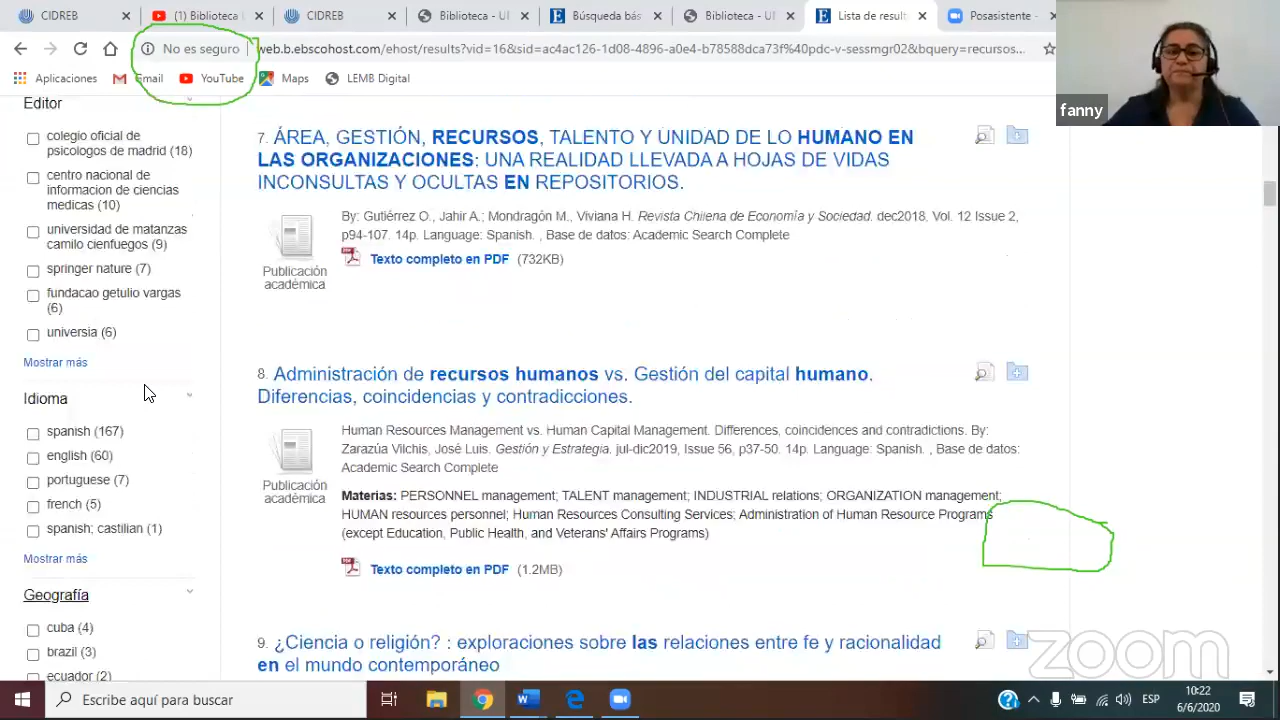 CIDREB
(1) YouTube
CIDREB
CIDREB
Biblioteca - U
Búsqueda bás
Biblioteca - U
Lista de result
Posasistente -
No es seguro
web.b.ebscohost.com/ehost/results?vid=16&sid=ac4ac126-1d08-4896-a0e4-b78588dca73f%40pdc-v-sessmgr02&bquery=recursos...
Aplicaciones
Gmail
YouTube
Maps
LEMB Digital
fanny
Editor
colegio oficial de
psicologos de madrid (18)
centro nacional de
informacion de ciencias
medicas (10)
universidad de matanzas
camilo cienfuegos (9)
springer nature (7)
fundacao getulio vargas
(6)
universia (6)
Mostrar más
Idioma
spanish (167)
english (60)
portuguese (7)
french (5)
spanish; castilian (1)
Mostrar más
Geografía
cuba (4)
brazil (3)
ecuador (2)
7. ÁREA, GESTIÓN, RECURSOS, TALENTO Y UNIDAD DE LO HUMANO EN
LAS ORGANIZACIONES: UNA REALIDAD LLEVADA A HOJAS DE VIDAS
INCONSULTAS Y OCULTAS EN REPOSITORIOS.
By: Gutiérrez O., Jahir A.; Mondragón M., Viviana H. Revista Chilena de Economía y Sociedad. dec2018. Vol. 12 Issue 2,
p94-107. 14p. Language: Spanish. , Base de datos: Academic Search Complete
Publicación
académica
Texto completo en PDF (732KB)
8. Administración de recursos humanos vs. Gestión del capital humano.
Diferencias, coincidencias y contradicciones.
Human Resources Management vs. Human Capital Management. Differences, coincidences and contradictions. By:
Zarazúa Vilchis, José Luis. Gestión y Estrategia. jul-dic2019, Issue 56, p37-50. 14p. Language: Spanish. , Base de datos:
Academic Search Complete
Publicación
académica
Materias: PERSONNEL management; TALENT management; INDUSTRIAL relations; ORGANIZATION management;
HUMAN resources personnel; Human Resources Consulting Services; Administration of Human Resource Programs
(except Education, Public Health, and Veterans' Affairs Programs)
Texto completo en PDF (1.2MB)
9. ¿Ciencia o religión? : exploraciones sobre las relaciones entre fe y racionalidad
en el mundo contemporáneo
zoom
Escribe aquí para buscar
ESP
10:22
6/6/2020